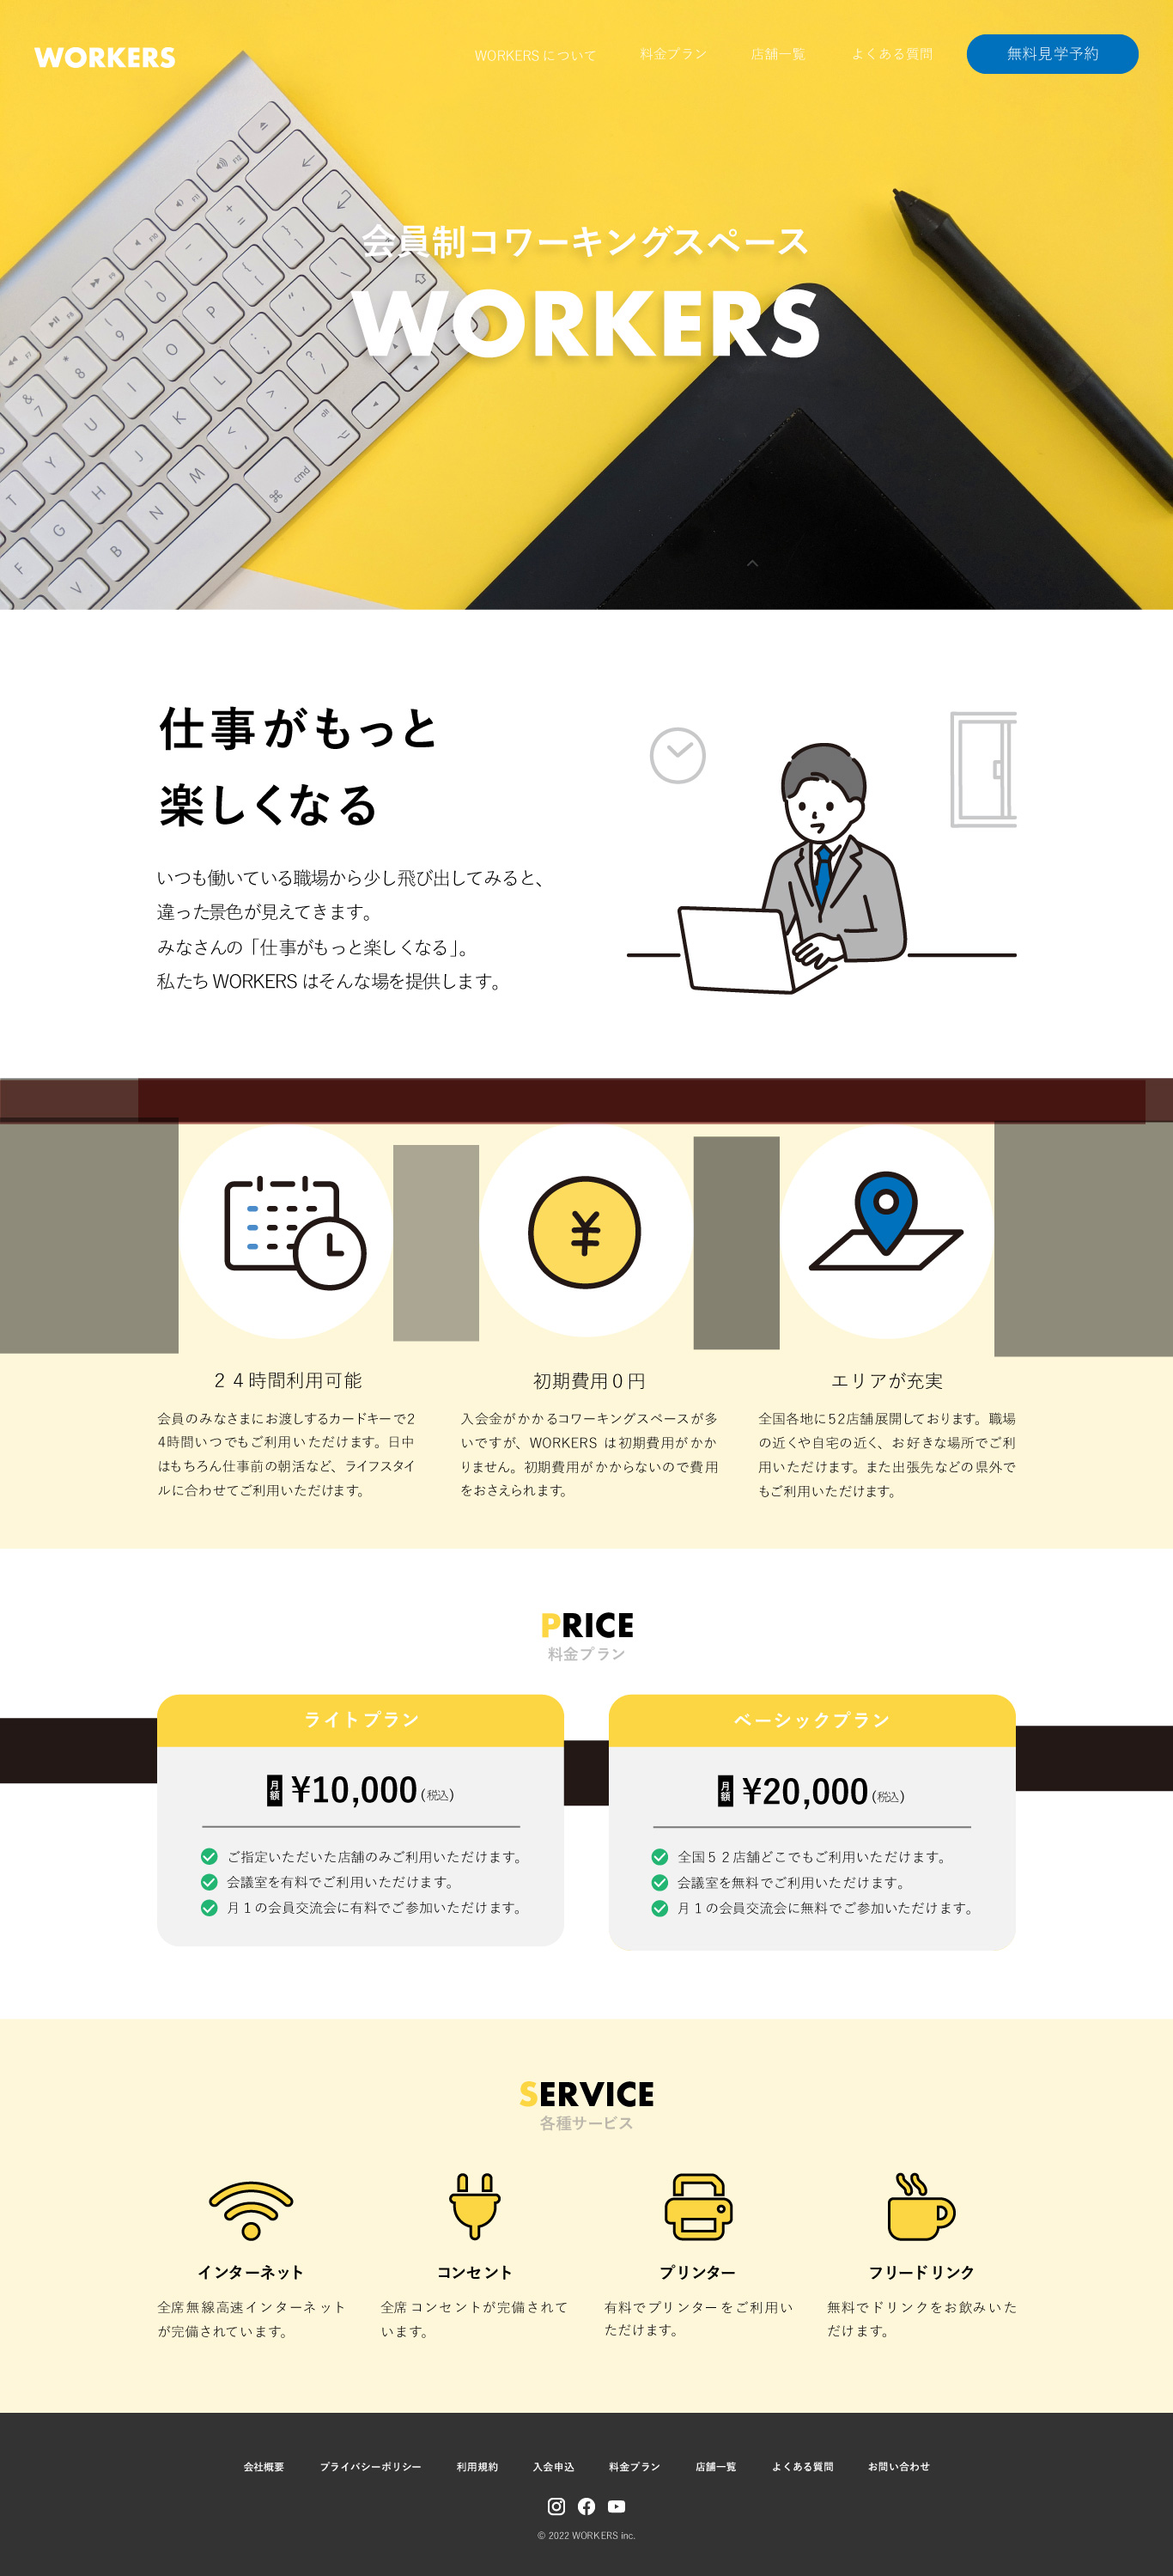 WORKERS
WORKERS について
料金プラン
店舗一覧
よくある質問
無料見学予約
会員制コワーキングスペース
WORKERS
仕事がもっと
楽しくなる
いつも働いている職場から少し飛び出してみると、
違った景色が見えてきます。
みなさんの「仕事がもっと楽しくなる」。
私たち WORKERS はそんな場を提供します。
２４時間利用可能
会員のみなさまにお渡しするカードキーで2
4時間いつでもご利用いただけます。日中
はもちろん仕事前の朝活など、ライフスタイ
ルに合わせてご利用いただけます。
初期費用０円
入会金がかかるコワーキングスペースが多
いですが、WORKERS は初期費用がかか
りません。初期費用がかからないので費用
をおさえられます。
エリアが充実
全国各地に52店舗展開しております。職場
の近くや自宅の近く、お好きな場所でご利
用いただけます。また出張先などの県外で
もご利用いただけます。
PRICE
料金プラン
ライトプラン
月額 ¥10,000 (税込)
ご指定いただいた店舗のみご利用いただけます。
会議室を有料でご利用いただけます。
月１の会員交流会に有料でご参加いただけます。
ベーシックプラン
月額 ¥20,000 (税込)
全国５２店舗どこでもご利用いただけます。
会議室を無料でご利用いただけます。
月１の会員交流会に無料でご参加いただけます。
SERVICE
各種サービス
インターネット
全席無線高速インターネット
が完備されています。
コンセント
全席コンセントが完備されて
います。
プリンター
有料でプリンターをご利用い
ただけます。
フリードリンク
無料でドリンクをお飲みいた
だけます。
会社概要
プライバシーポリシー
利用規約
入会申込
料金プラン
店舗一覧
よくある質問
お問い合わせ
© 2022 WORKERS inc.